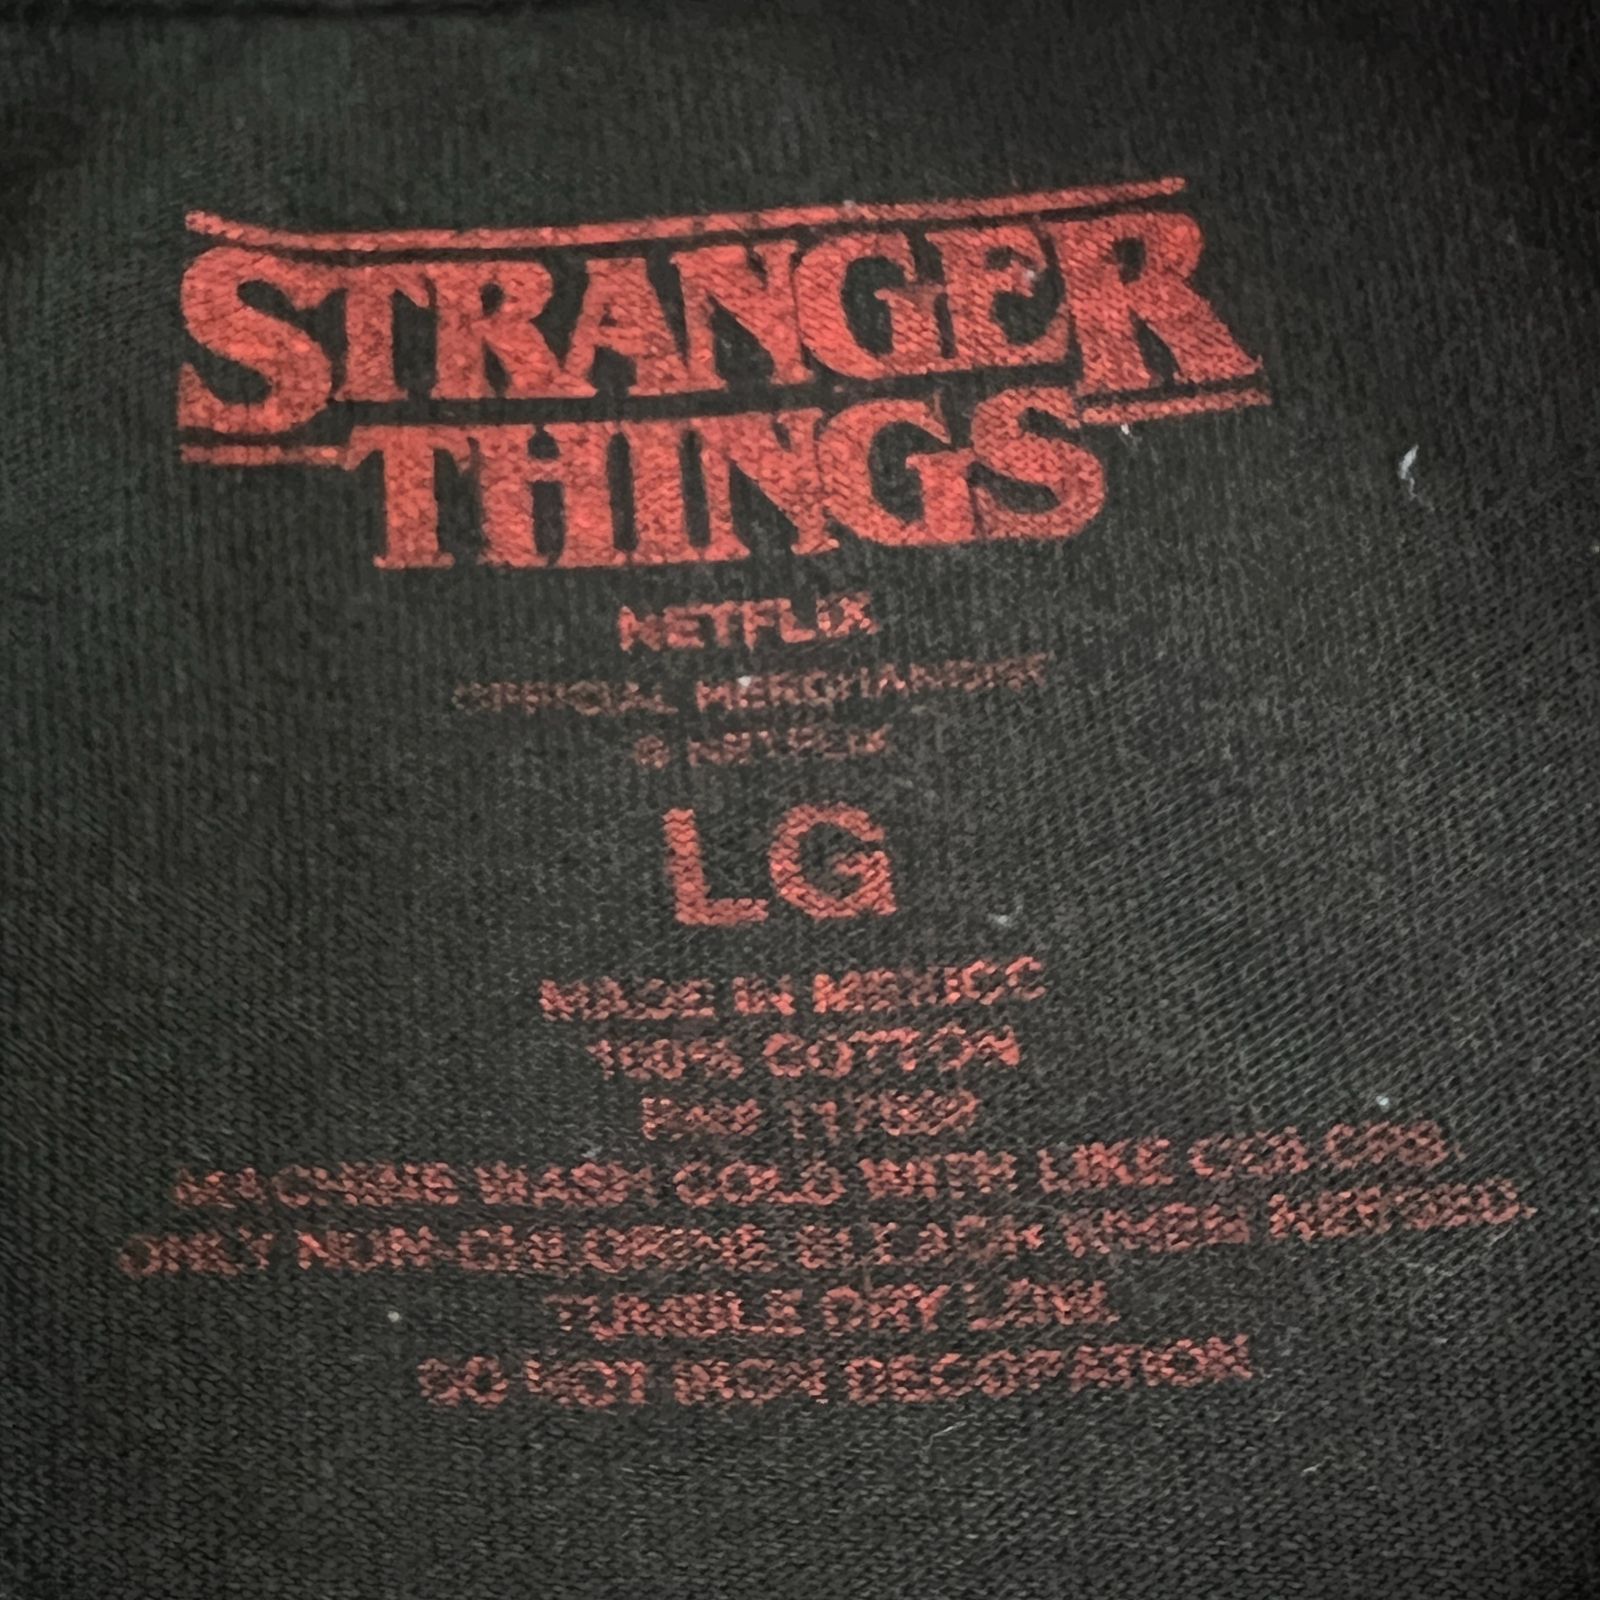 STRANGER
THINGS
NETFLIX
OFFICIAL MERCHANDISE
© NETFLIX
LG
MADE IN MEXICO
100% COTTON
MACHINE WASH COLD WITH LIKE COLORS.
ONLY NON-CHLORINE BLEACH WHEN NEEDED.
TUMBLE DRY LOW.
DO NOT IRON DECORATION